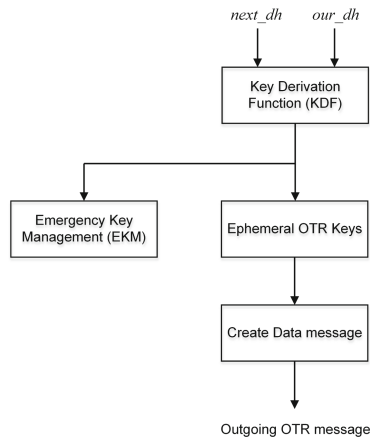 next_dh our_dh
Key Derivation
Function (KDF)
Emergency Key
Management (EKM)
Ephemeral OTR Keys
Create Data message
Outgoing OTR message